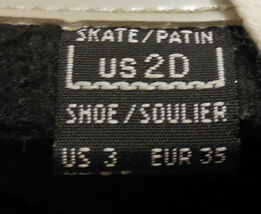 SKATE/PATIN
US 2D
SHOE/SOULIER
US 3 EUR 35